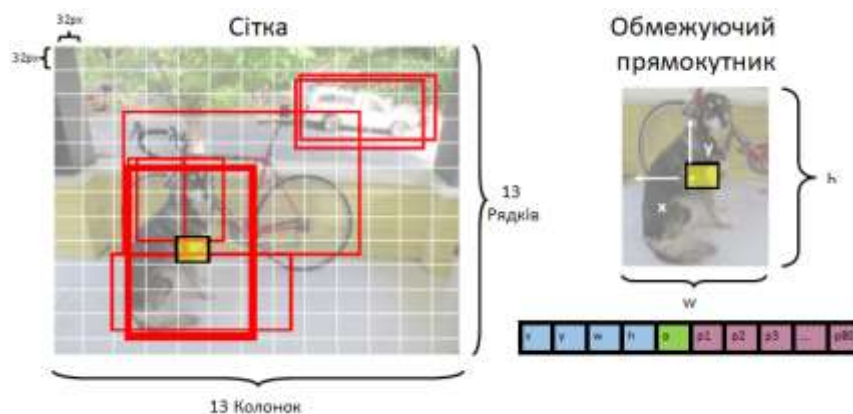 Сітка
32px
32px
13
Рядків
13 Колонок
Обмежуючий
прямокутник
y
x
h
w
x y w h o p1 p2 p3 ... p80